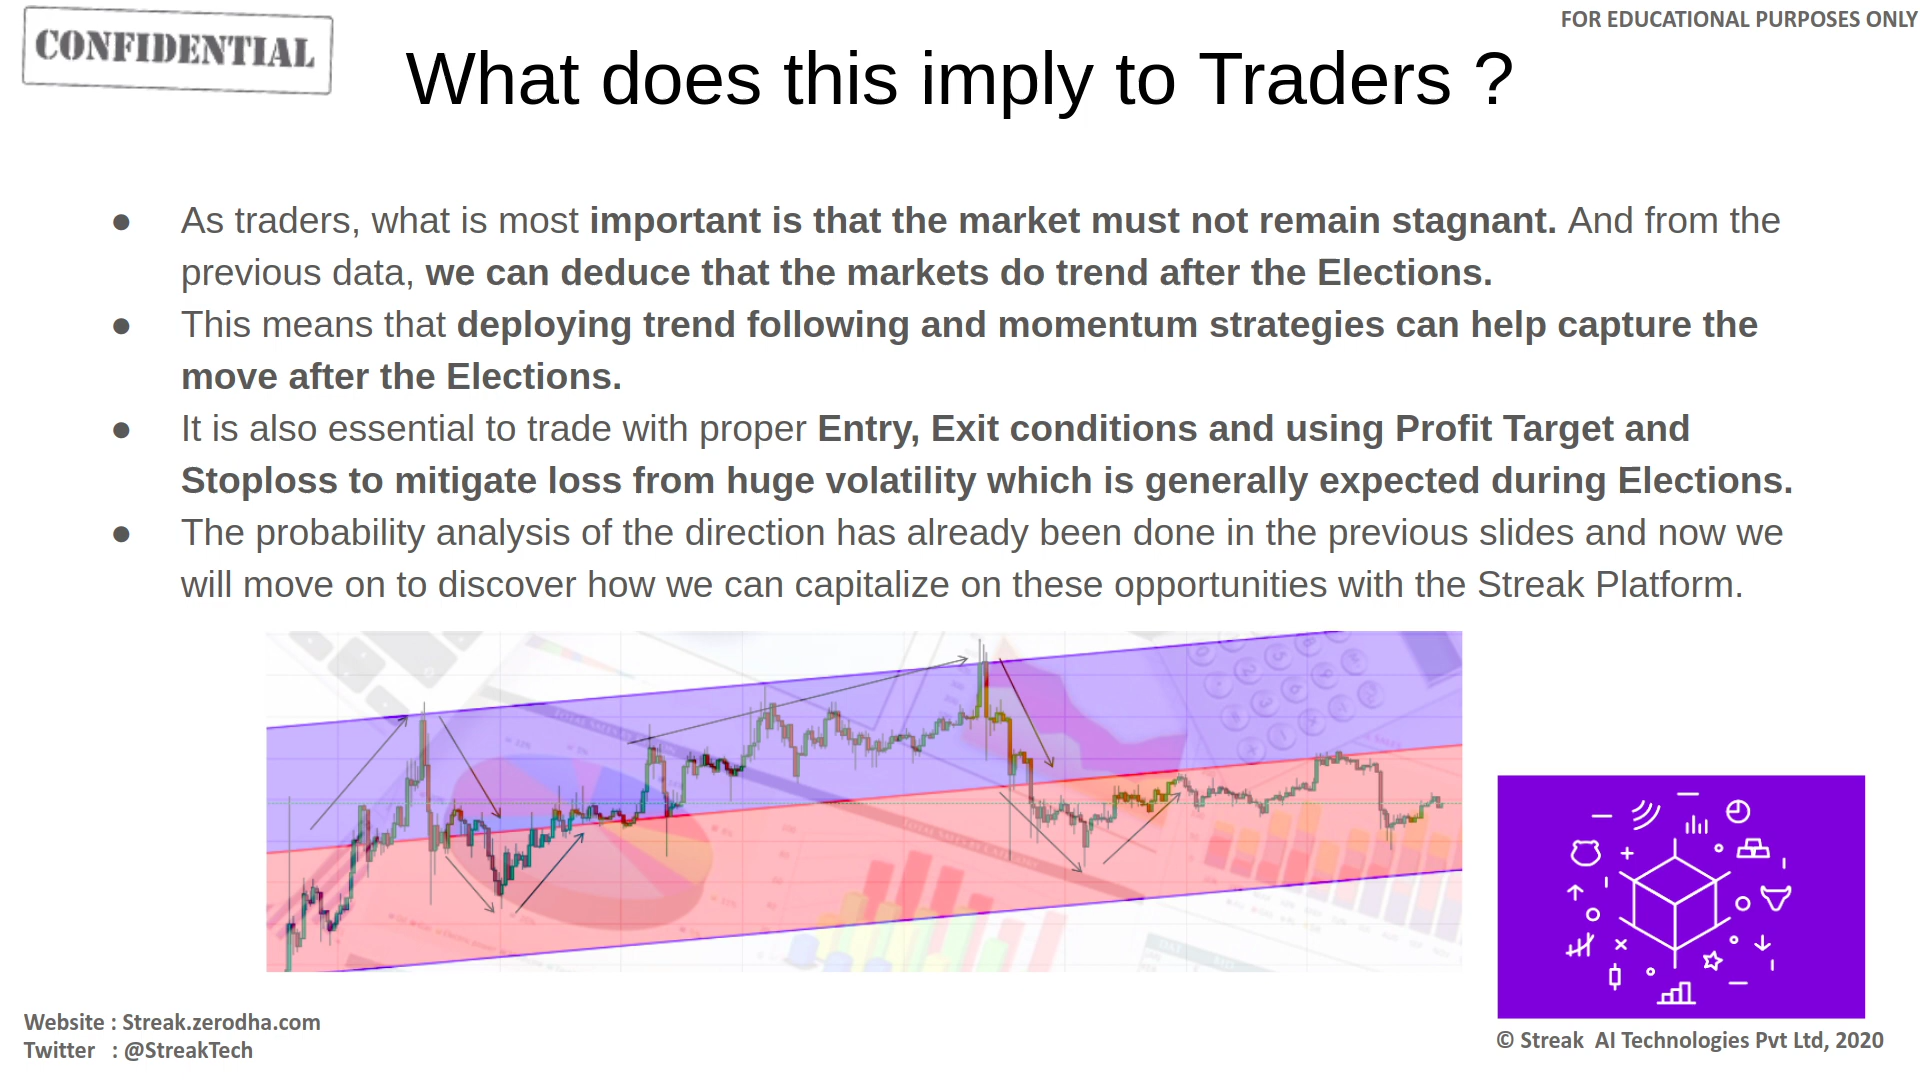 CONFIDENTIAL
FOR EDUCATIONAL PURPOSES ONLY
What does this imply to Traders ?
● As traders, what is most important is that the market must not remain stagnant. And from the
previous data, we can deduce that the markets do trend after the Elections.
● This means that deploying trend following and momentum strategies can help capture the
move after the Elections.
● It is also essential to trade with proper Entry, Exit conditions and using Profit Target and
Stoploss to mitigate loss from huge volatility which is generally expected during Elections.
● The probability analysis of the direction has already been done in the previous slides and now we
will move on to discover how we can capitalize on these opportunities with the Streak Platform.
Website : Streak.zerodha.com
Twitter : @StreakTech
© Streak AI Technologies Pvt Ltd, 2020